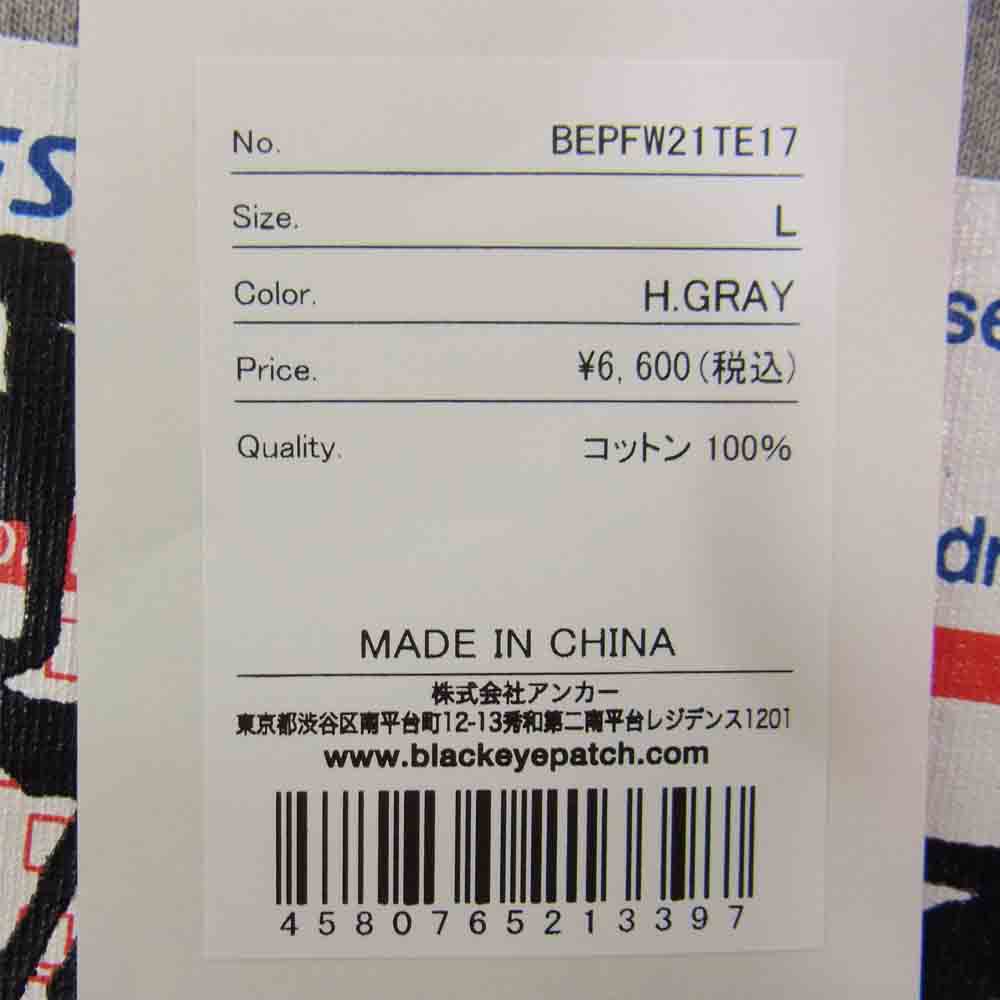 No. BEPFW21TE17
Size. L
Color. H.GRAY
Price. ¥6,600(税込)
Quality. コットン 100%
MADE IN CHINA
株式会社アンカー
東京都渋谷区南平台町12-13秀和第二南平台レジデンス1201
www.blackeyepatch.com
4580765213397
se
dr